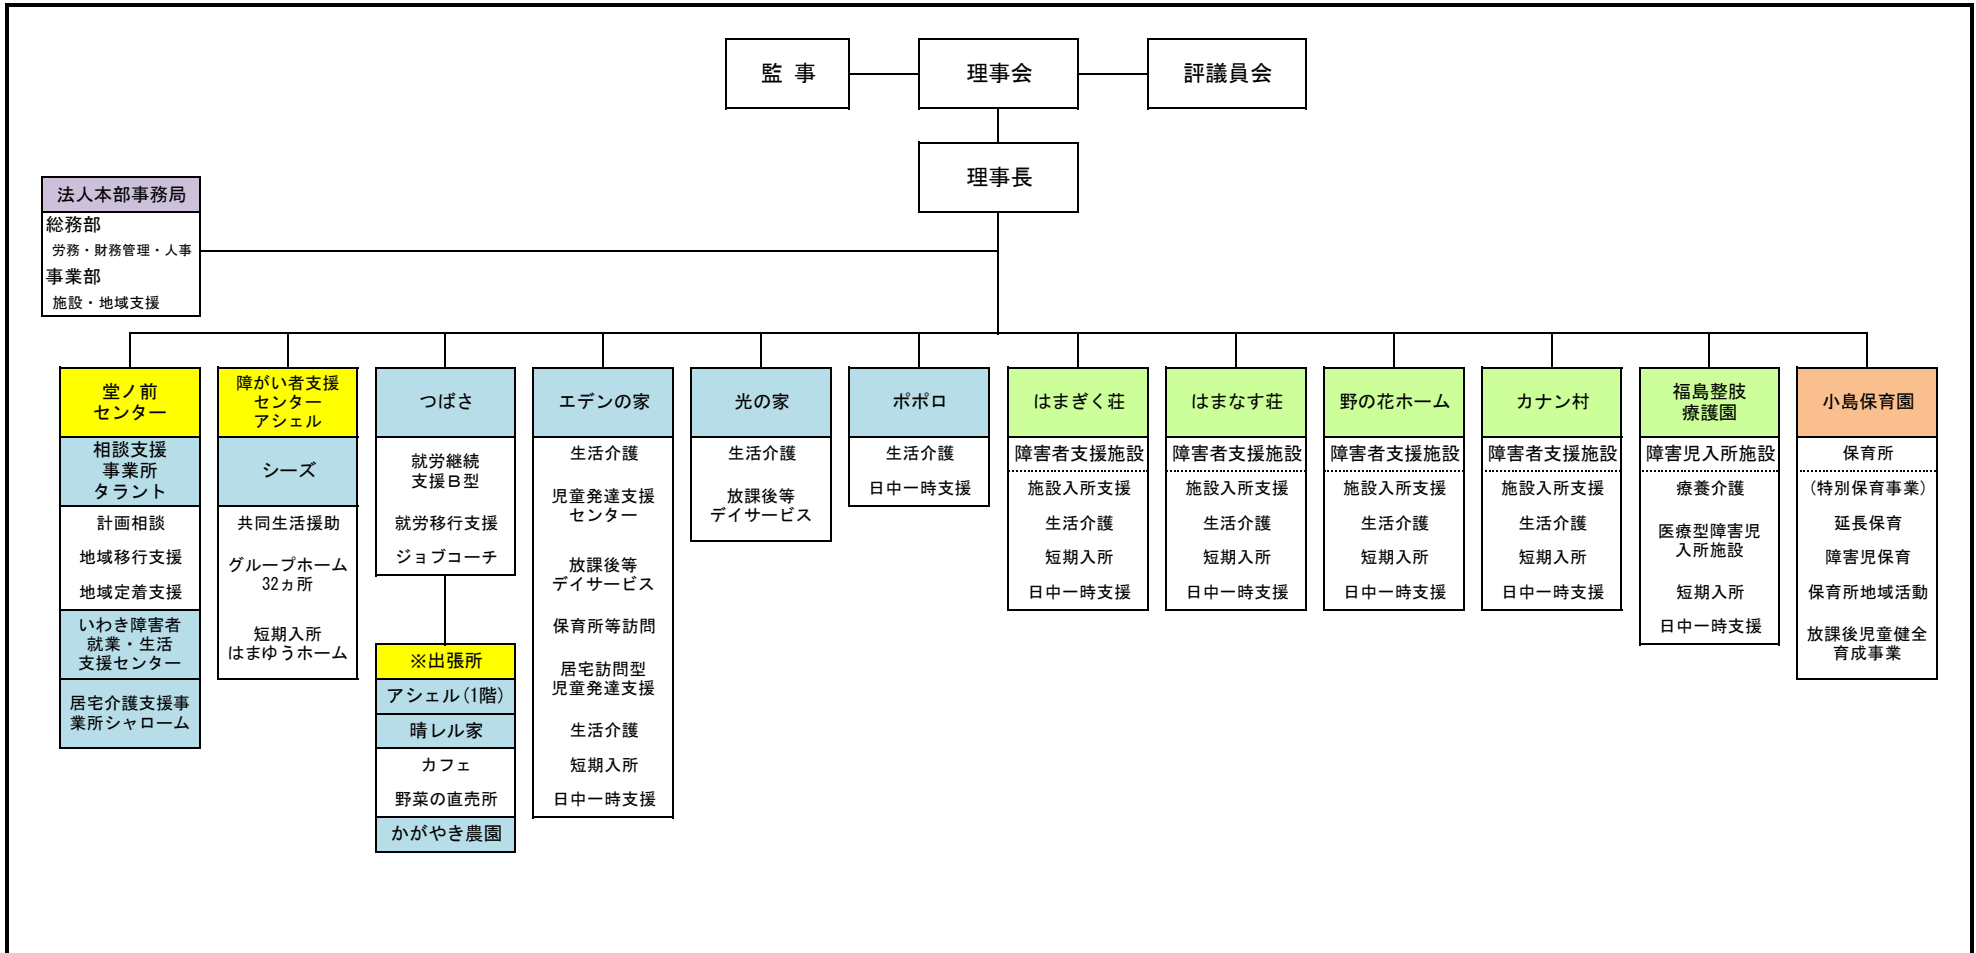 監 事
理事会
評議員会
理事長
法人本部事務局
総務部
労務・財務管理・人事
事業部
施設・地域支援
堂ノ前
センター
相談支援
事業所
タラント
計画相談
地域移行支援
地域定着支援
いわき障害者
就業・生活
支援センター
居宅介護支援事
業所シャローム
障がい者支援
センター
アシェル
シーズ
共同生活援助
グループホーム
32ヵ所
短期入所
はまゆうホーム
つばさ
就労継続
支援B型
就労移行支援
ジョブコーチ
※出張所
アシェル(1階)
晴レル家
カフェ
野菜の直売所
かがやき農園
エデンの家
生活介護
児童発達支援
センター
放課後等
デイサービス
保育所等訪問
居宅訪問型
児童発達支援
生活介護
短期入所
日中一時支援
光の家
生活介護
放課後等
デイサービス
ポポロ
生活介護
日中一時支援
はまぎく荘
障害者支援施設
施設入所支援
生活介護
短期入所
日中一時支援
はまなす荘
障害者支援施設
施設入所支援
生活介護
短期入所
日中一時支援
野の花ホーム
障害者支援施設
施設入所支援
生活介護
短期入所
日中一時支援
カナン村
障害者支援施設
施設入所支援
生活介護
短期入所
日中一時支援
福島整肢
療護園
障害児入所施設
療養介護
医療型障害児
入所施設
短期入所
日中一時支援
小島保育園
保育所
(特別保育事業)
延長保育
障害児保育
保育所地域活動
放課後児童健全
育成事業